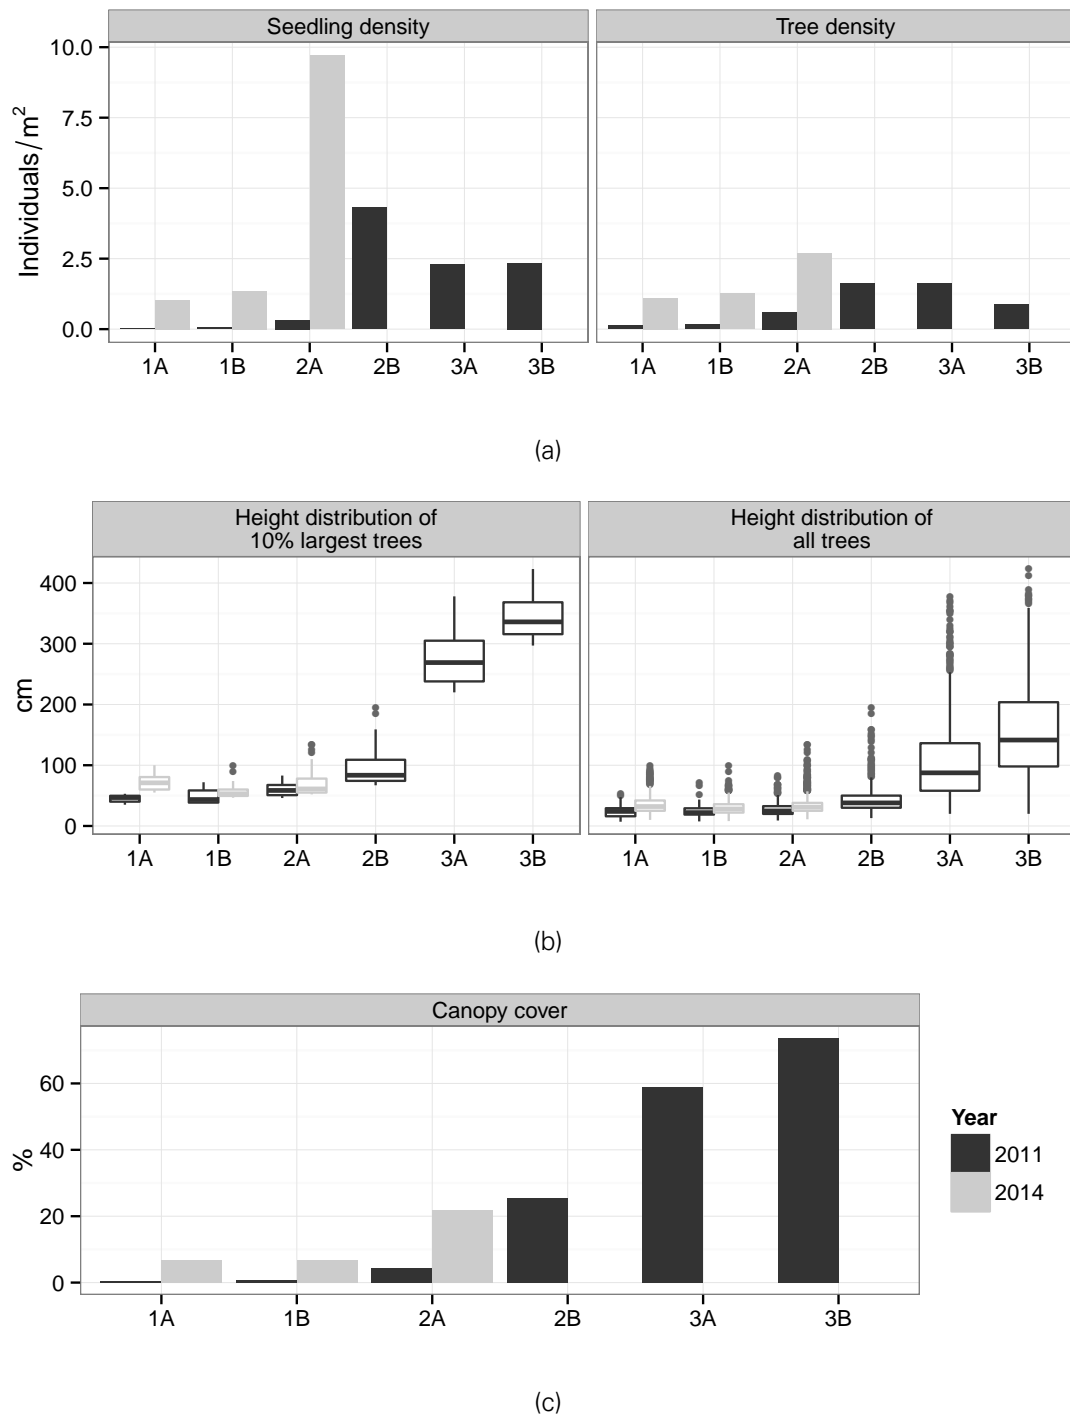 Seedling density
Tree density
Individuals/m²
10.0
7.5
5.0
2.5
0.0
1A 1B 2A 2B 3A 3B
1A 1B 2A 2B 3A 3B
(a)
Height distribution of
10% largest trees
Height distribution of
all trees
cm
400
300
200
100
0
1A 1B 2A 2B 3A 3B
1A 1B 2A 2B 3A 3B
(b)
Canopy cover
%
60
40
20
0
1A 1B 2A 2B 3A 3B
Year
2011
2014
(c)